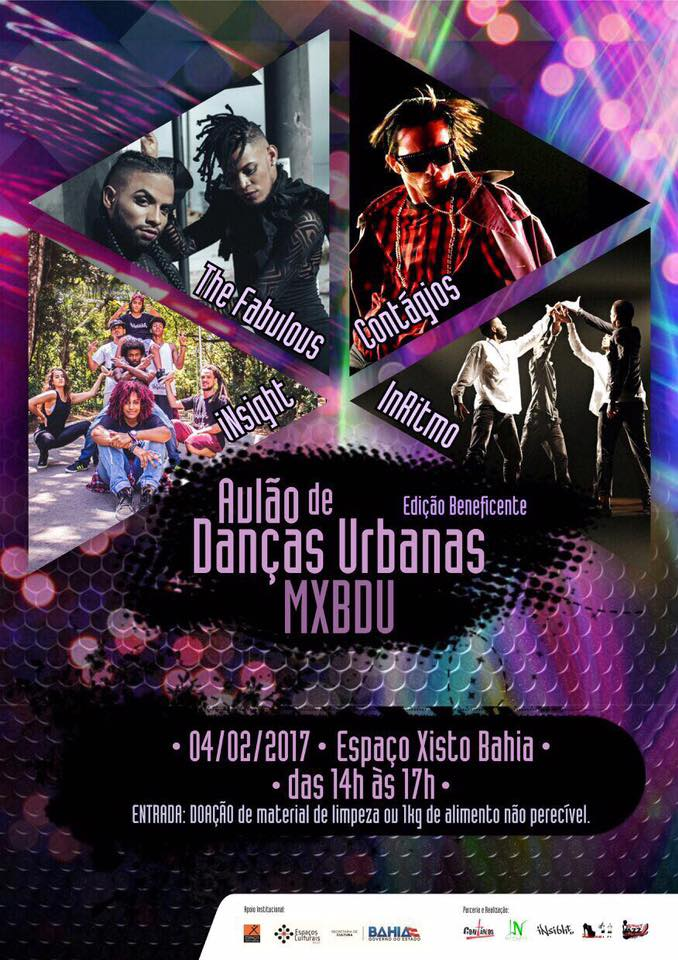 The Fabulous
Contágios
iNsight
InRitmo
Aulão de
Edição Beneficente
Danças Urbanas
MXBDU
• 04/02/2017 • Espaço Xisto Bahia •
• das 14h às 17h •
ENTRADA: DOAÇÃO de material de limpeza ou 1kg de alimento não perecível.
Apoio Institucional:
Parceria e Realização:
Espaços
Culturais
SECRETARIA DE
CULTURA
BAHIA
GOVERNO DO ESTADO
Contágios
iNsight